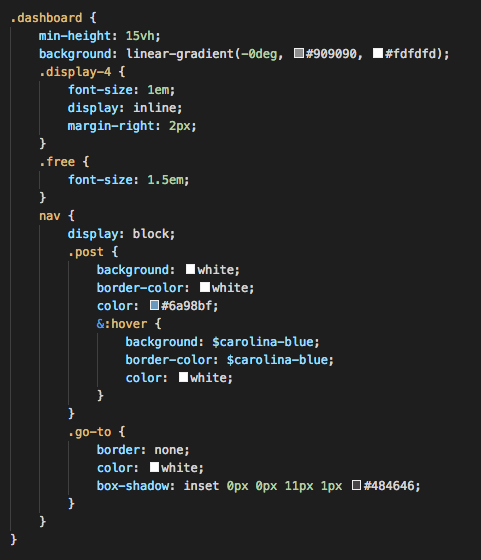 .dashboard {
    min-height: 15vh;
    background: linear-gradient(-0deg, #909090, #fdfdfd);
    .display-4 {
        font-size: 1em;
        display: inline;
        margin-right: 2px;
    }
    .free {
        font-size: 1.5em;
    }
    nav {
        display: block;
        .post {
            background: white;
            border-color: white;
            color: #6a98bf;
            &:hover {
                background: $carolina-blue;
                border-color: $carolina-blue;
                color: white;
            }
        }
        .go-to {
            border: none;
            color: white;
            box-shadow: inset 0px 0px 11px 1px #484646;
        }
    }
}